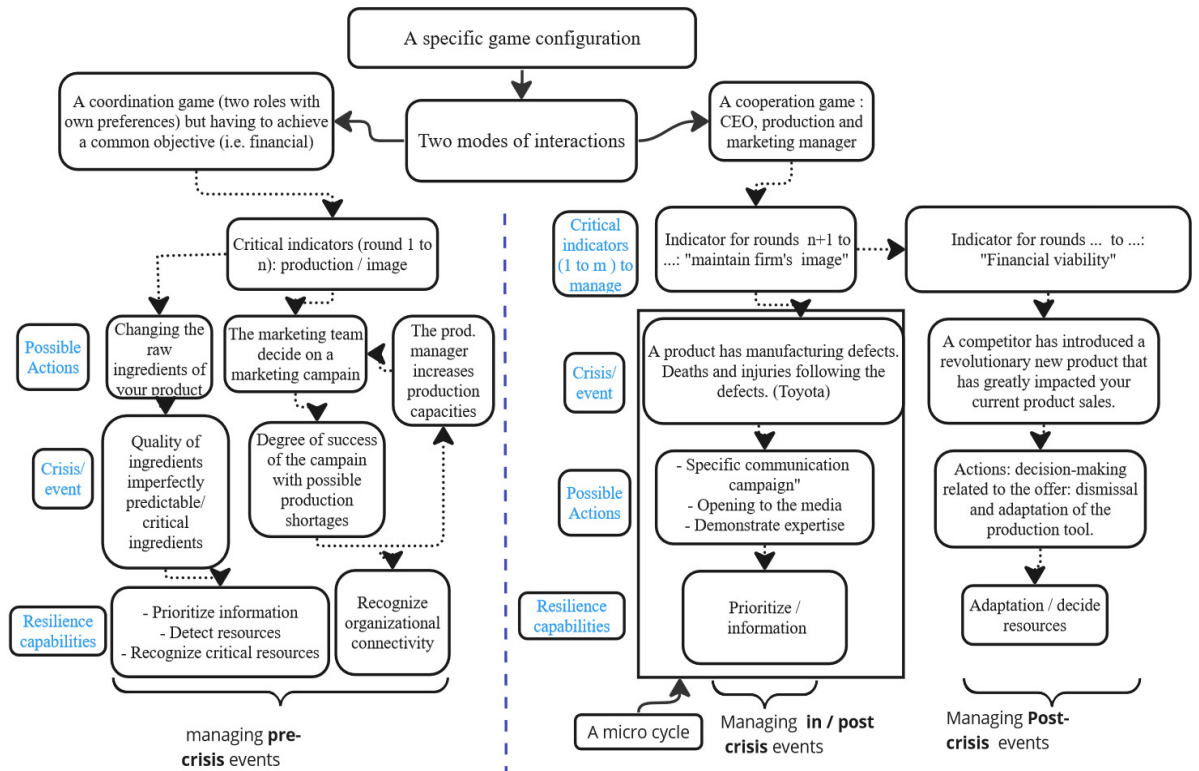 A specific game configuration
A coordination game (two roles with
own preferences) but having to achieve
a common objective (i.e. financial)
Two modes of interactions
A cooperation game :
CEO, production and
marketing manager
Critical indicators (round 1 to
n): production / image
Critical
indicators
(1 to m ) to
manage
Indicator for rounds n+1 to
...: "maintain firm's image"
Indicator for rounds ... to ...:
"Financial viability"
Possible
Actions
Changing the
raw
ingredients of
your product
The marketing team
decide on a
marketing campain
The prod.
manager
increases
production
capacities
Crisis/
event
A product has manufacturing defects.
Deaths and injuries following the
defects. (Toyota)
A competitor has introduced a
revolutionary new product that
has greatly impacted your
current product sales.
Crisis/
event
Quality of
ingredients
imperfectly
predictable/
critical
ingredients
Degree of success
of the campain
with possible
production
shortages
Possible
Actions
- Specific communication
campaign"
- Opening to the media
- Demonstrate expertise
Actions: decision-making
related to the offer: dismissal
and adaptation of the
production tool.
Resilience
capabilities
- Prioritize information
- Detect resources
- Recognize critical resources
Recognize
organizational
connectivity
Resilience
capabilities
Prioritize /
information
Adaptation / decide
resources
managing pre-
crisis events
A micro cycle
Managing in / post
crisis events
Managing Post-
crisis events